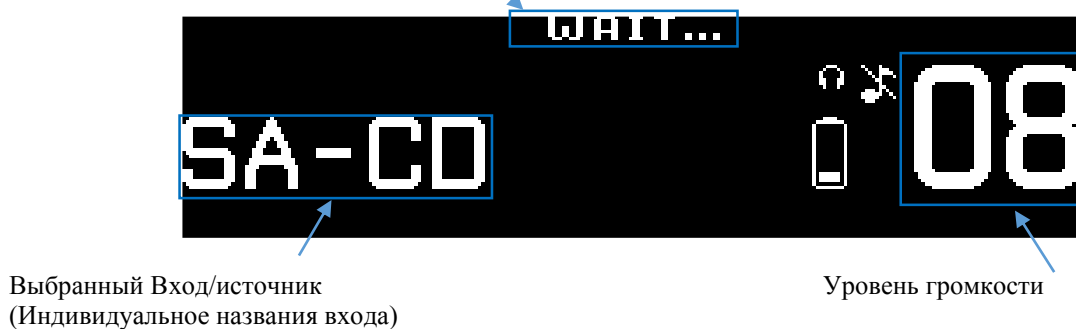 WAIT...
SA-CD
08
Выбранный Вход/источник
(Индивидуальное названия входа)
Уровень громкости